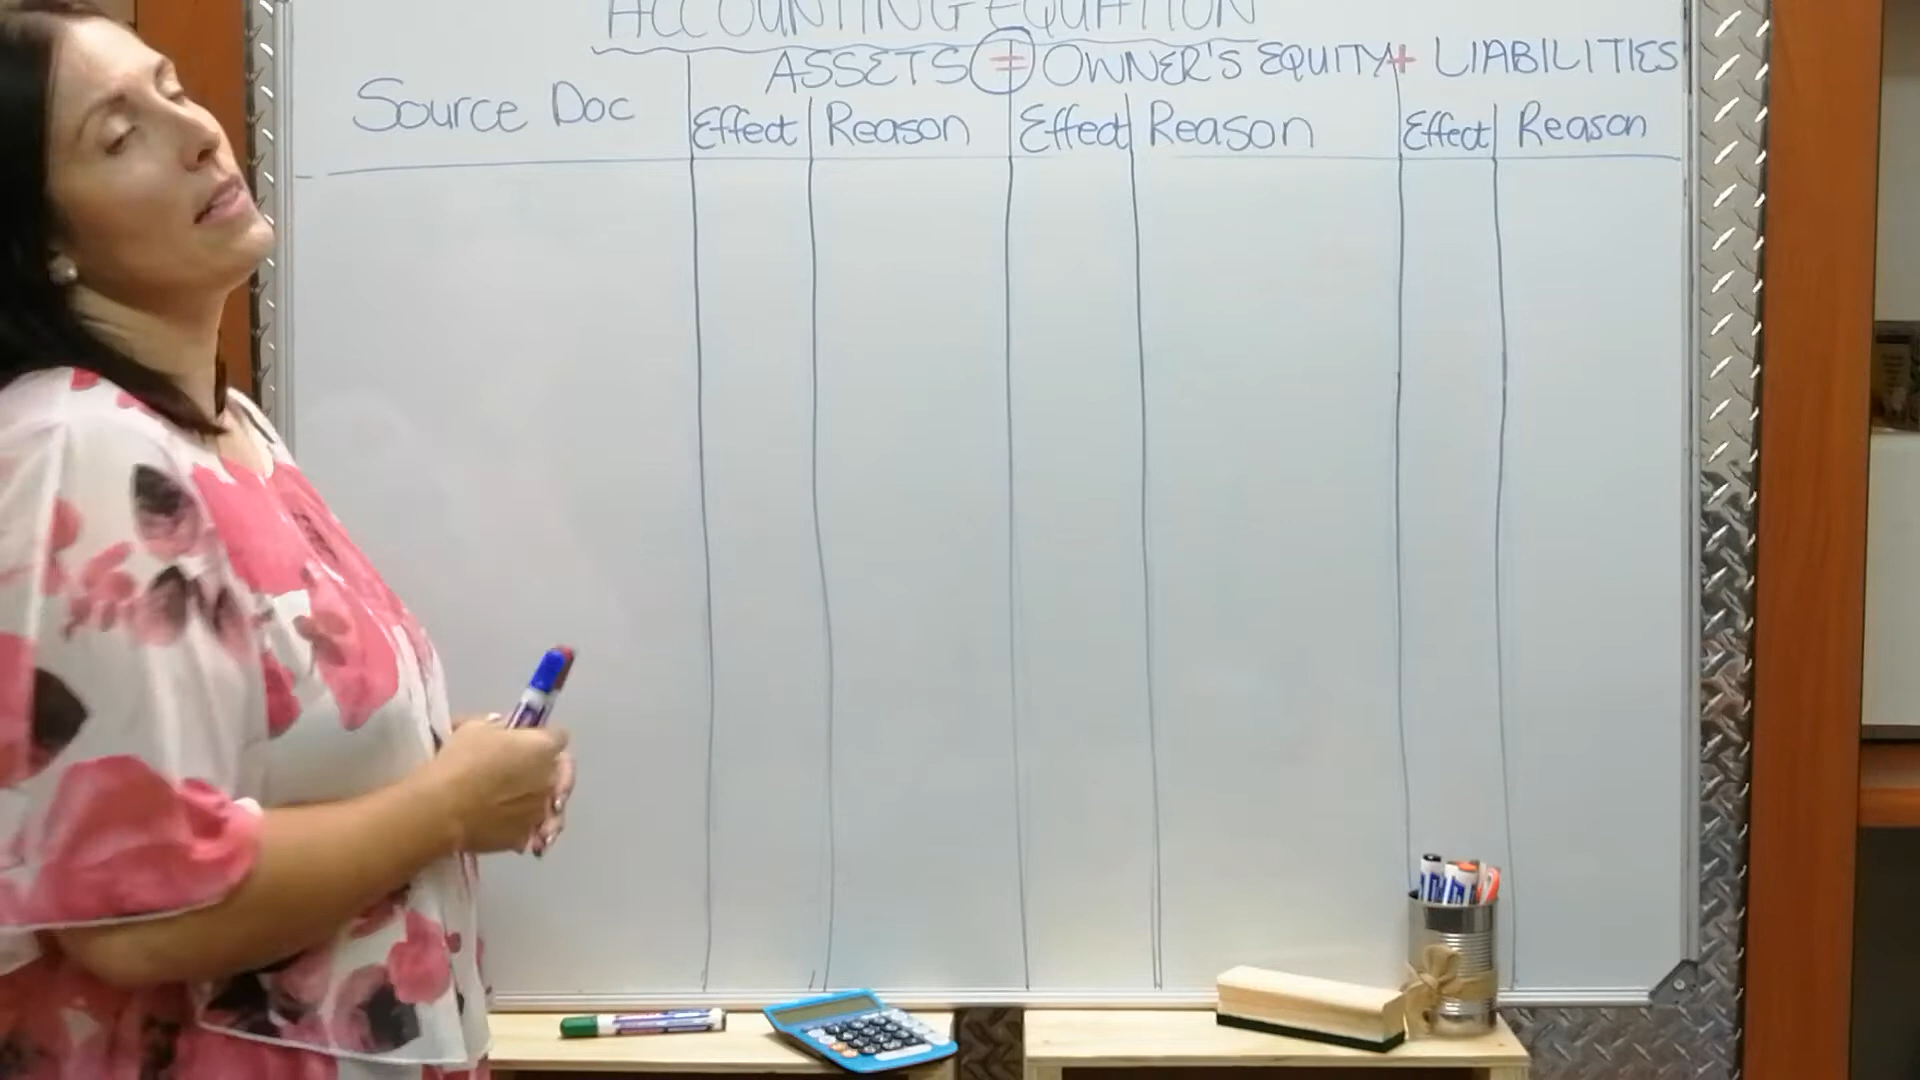 ACCOUNTING EQUATION
ASSETS = OWNER'S EQUITY + LIABILITIES
Source Doc Effect Reason Effect Reason Effect Reason